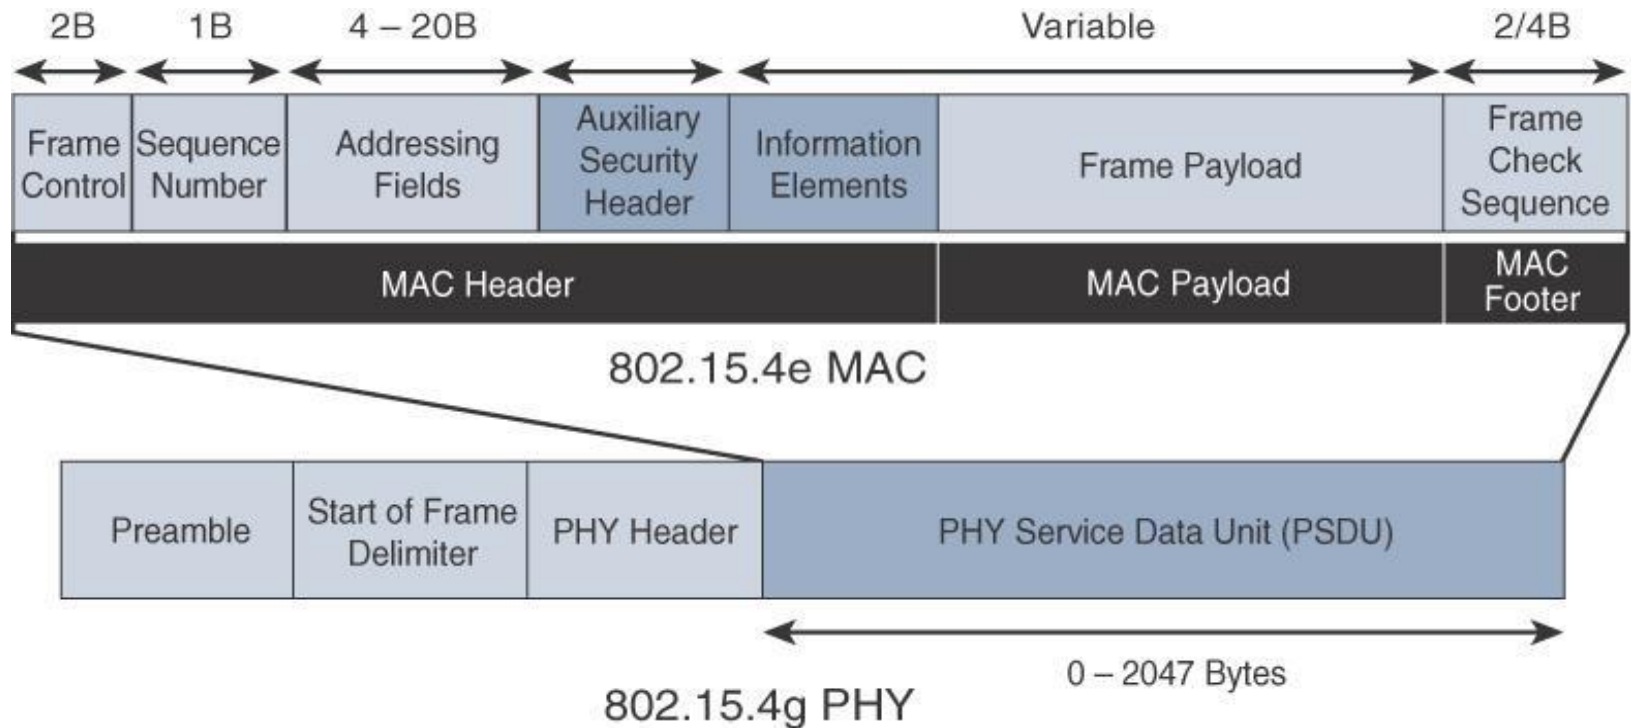 2B 1B 4 – 20B Variable 2/4B
Frame Control
Sequence Number
Addressing Fields
Auxiliary Security Header
Information Elements
Frame Payload
Frame Check Sequence
MAC Header
MAC Payload
MAC Footer
802.15.4e MAC
Preamble
Start of Frame Delimiter
PHY Header
PHY Service Data Unit (PSDU)
0 – 2047 Bytes
802.15.4g PHY